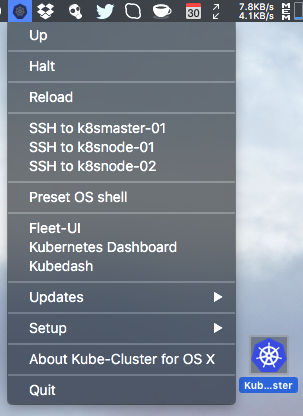 30
7.8KB/s
4.1KB/s
MEM
Up
Halt
Reload
SSH to k8smaster-01
SSH to k8snode-01
SSH to k8snode-02
Preset OS shell
Fleet-UI
Kubernetes Dashboard
Kubedash
Updates
Setup
About Kube-Cluster for OS X
Quit
Kub...ster